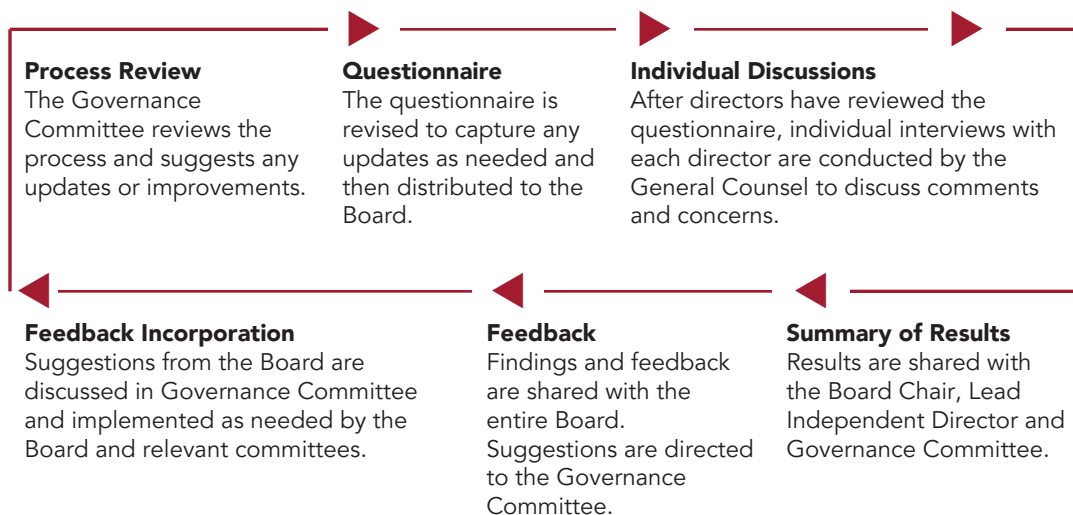 Process Review
The Governance
Committee reviews the
process and suggests any
updates or improvements.
Questionnaire
The questionnaire is
revised to capture any
updates as needed and
then distributed to the
Board.
Individual Discussions
After directors have reviewed the
questionnaire, individual interviews with
each director are conducted by the
General Counsel to discuss comments
and concerns.
Feedback Incorporation
Suggestions from the Board are
discussed in Governance Committee
and implemented as needed by the
Board and relevant committees.
Feedback
Findings and feedback
are shared with the
entire Board.
Suggestions are directed
to the Governance
Committee.
Summary of Results
Results are shared with
the Board Chair, Lead
Independent Director and
Governance Committee.